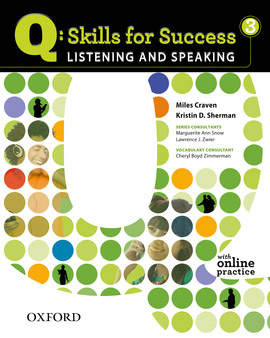 Q: Skills for Success 3
LISTENING AND SPEAKING
Miles Craven
Kristin D. Sherman
SERIES CONSULTANTS
Marguerite Ann Snow
Lawrence J. Zwier
VOCABULARY CONSULTANT
Cheryl Boyd Zimmerman
with
online
practice
OXFORD